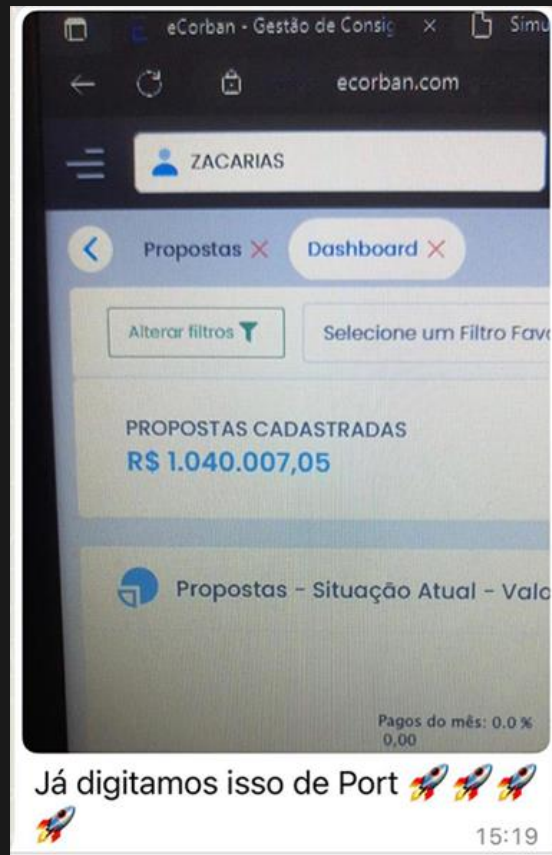 eCorban - Gestão de Consig
Simu
ecorban.com
ZACARIAS
Propostas
Dashboard
Alterar filtros
Selecione um Filtro Favo
PROPOSTAS CADASTRADAS
R$ 1.040.007,05
Propostas - Situação Atual - Valo
Pagos do mês: 0.0 %
0,00
Já digitamos isso de Port 🚀🚀🚀
🚀
15:19